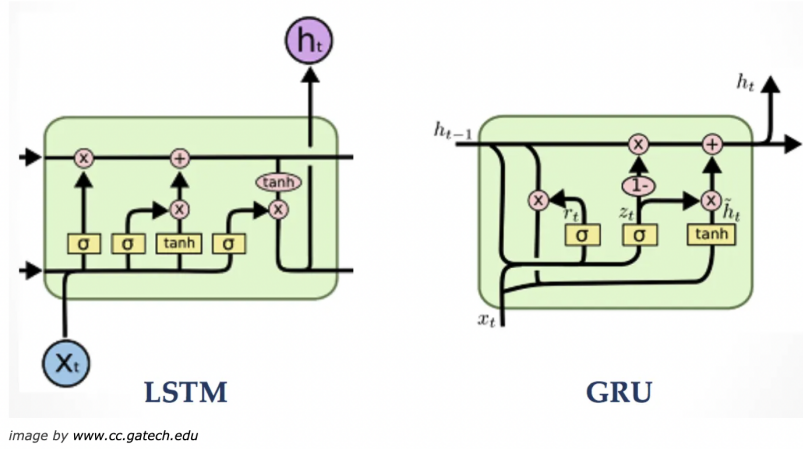 hₜ
x +
tanh
x x
σ σ tanh σ
Xₜ
LSTM
hₜ
hₜ₋₁
x +
1-
x rₜ zₜ x h̃ₜ
σ σ tanh
xₜ
GRU
image by www.cc.gatech.edu